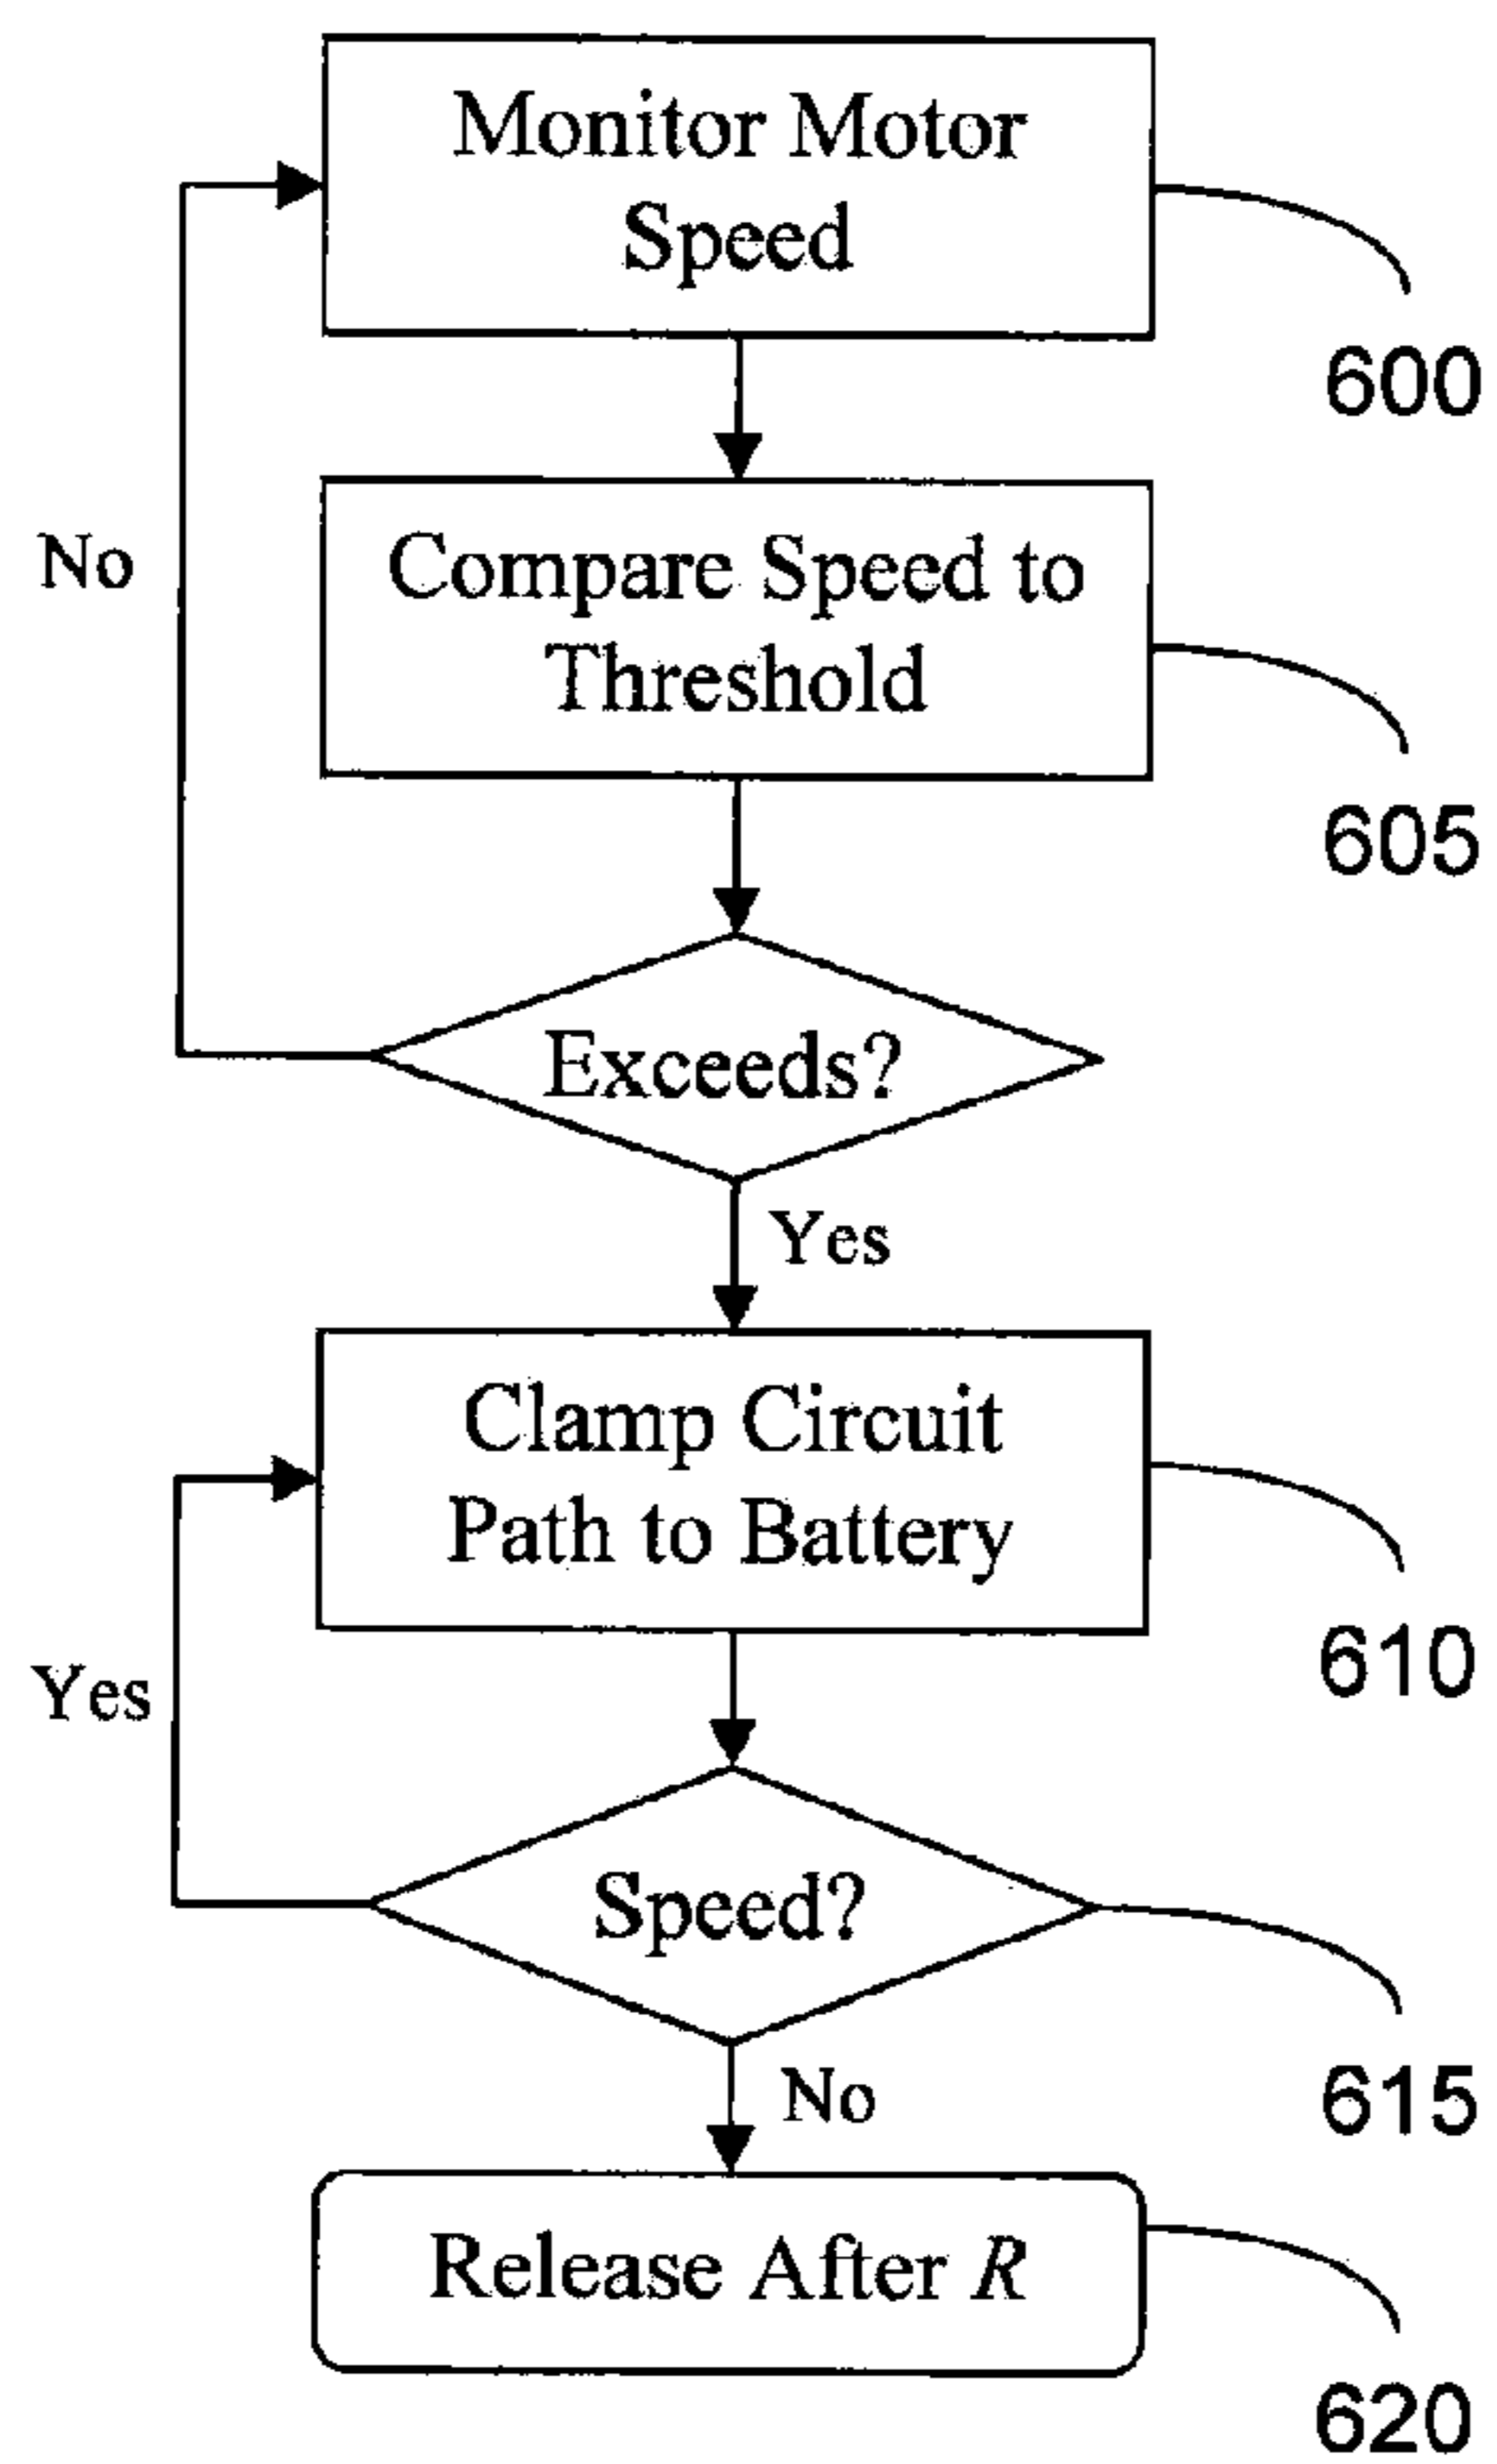 Monitor Motor
Speed
600
No
Compare Speed to
Threshold
605
Exceeds?
Yes
Clamp Circuit
Path to Battery
610
Yes
Speed?
615
No
Release After R
620